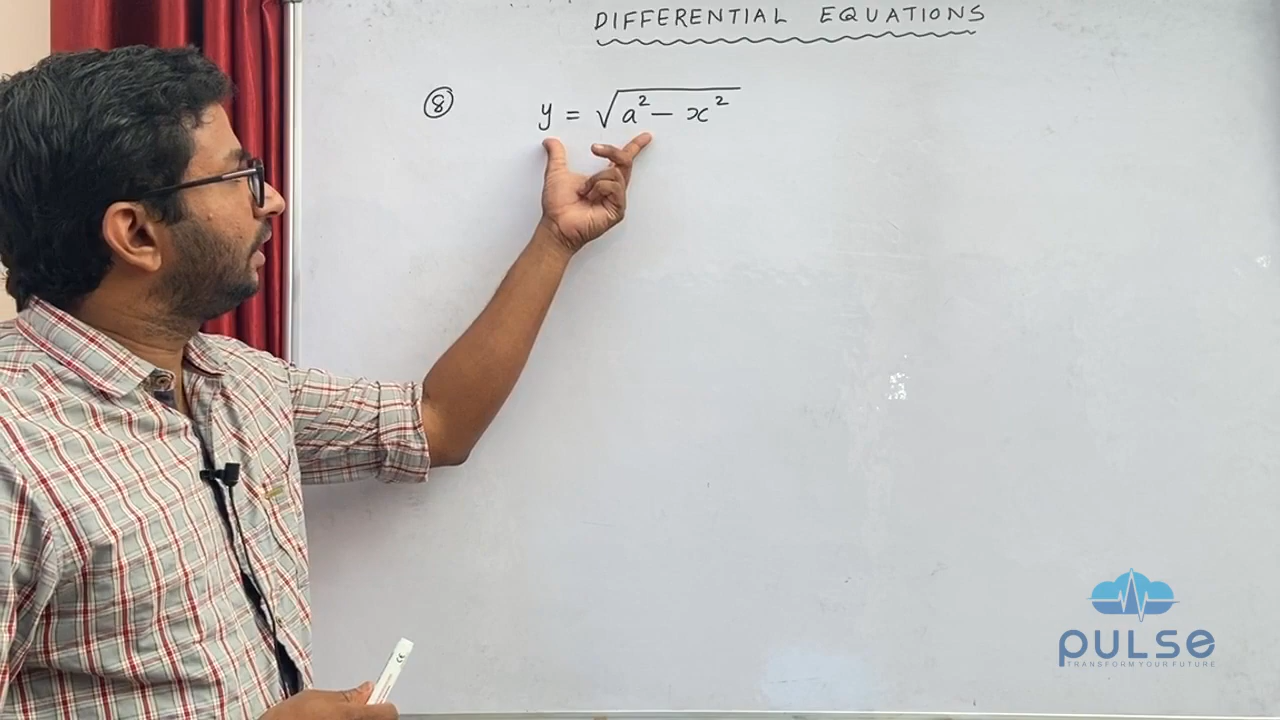 DIFFERENTIAL EQUATIONS
⑧ y = √(a² − x²)
PULSE
TRANSFORM YOUR FUTURE